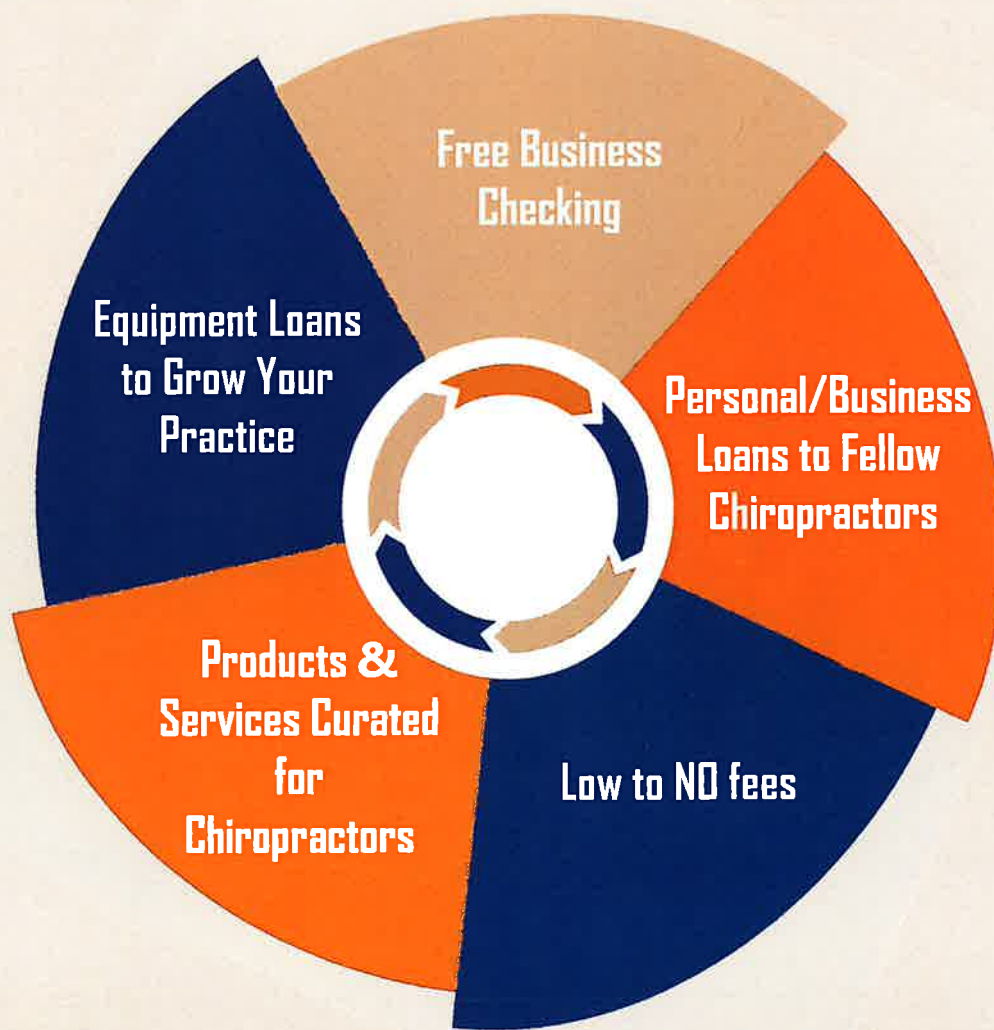 Free Business
Checking
Personal/Business
Loans to Fellow
Chiropractors
Low to NO fees
Products &
Services Curated
for
Chiropractors
Equipment Loans
to Grow Your
Practice